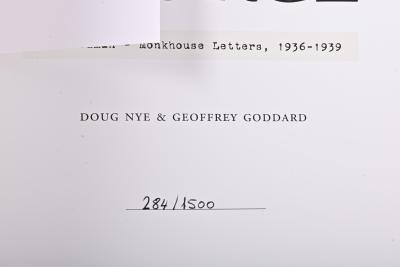 - Monkhouse Letters, 1936-1939
DOUG NYE & GEOFFREY GODDARD
284/1500